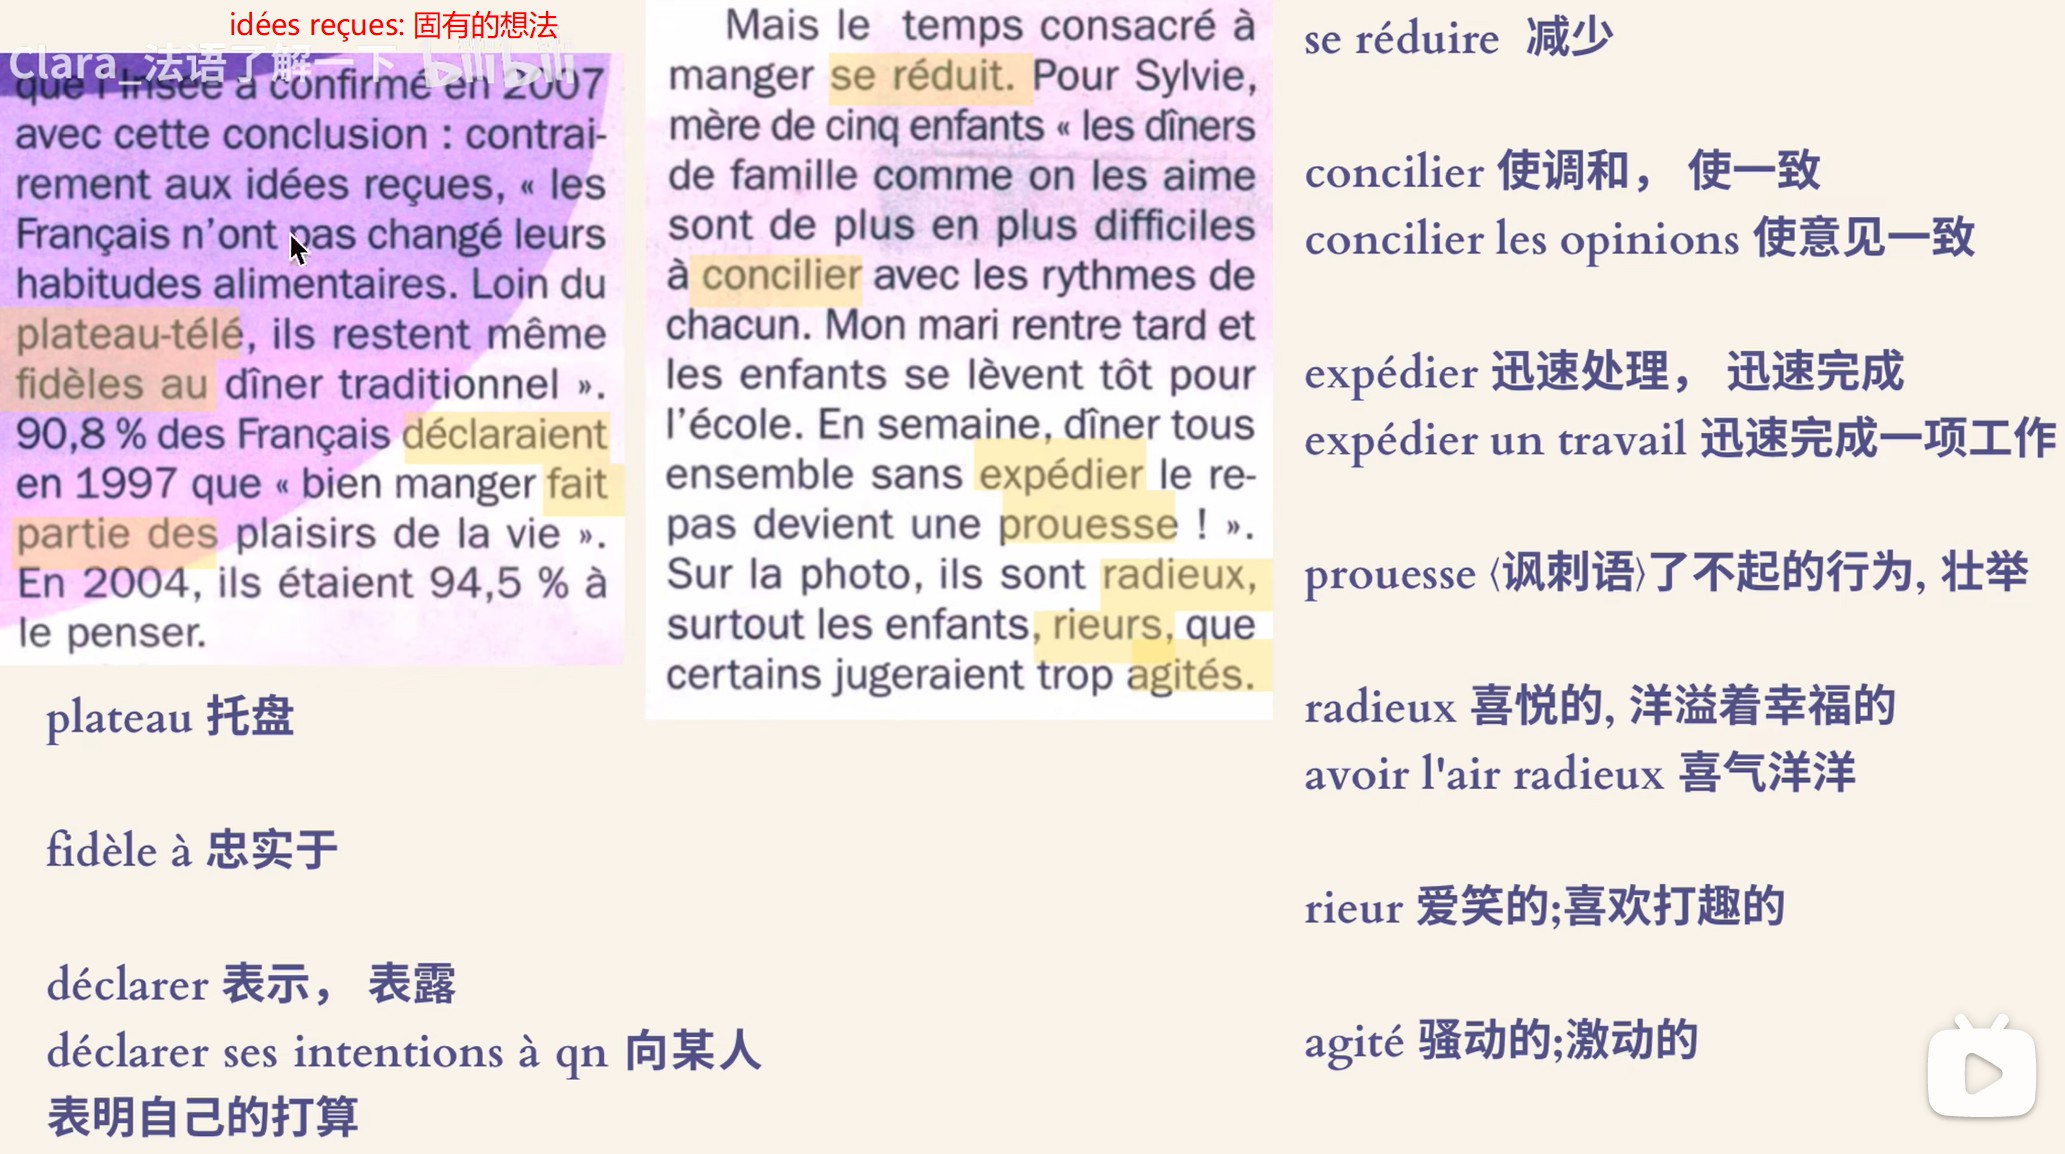 idées reçues: 固有的想法
Clara_法语了解一下 bilibili
que l'Insee a confirmé en 2007
avec cette conclusion : contrai-
rement aux idées reçues, « les
Français n'ont pas changé leurs
habitudes alimentaires. Loin du
plateau-télé, ils restent même
fidèles au dîner traditionnel ».
90,8 % des Français déclaraient
en 1997 que « bien manger fait
partie des plaisirs de la vie ».
En 2004, ils étaient 94,5 % à
le penser.
plateau 托盘
fidèle à 忠实于
déclarer 表示， 表露
déclarer ses intentions à qn 向某人
表明自己的打算
Mais le temps consacré à
manger se réduit. Pour Sylvie,
mère de cinq enfants « les dîners
de famille comme on les aime
sont de plus en plus difficiles
à concilier avec les rythmes de
chacun. Mon mari rentre tard et
les enfants se lèvent tôt pour
l'école. En semaine, dîner tous
ensemble sans expédier le re-
pas devient une prouesse ! ».
Sur la photo, ils sont radieux,
surtout les enfants, rieurs, que
certains jugeraient trop agités.
se réduire 减少
concilier 使调和， 使一致
concilier les opinions 使意见一致
expédier 迅速处理， 迅速完成
expédier un travail 迅速完成一项工作
prouesse 〈讽刺语〉了不起的行为, 壮举
radieux 喜悦的, 洋溢着幸福的
avoir l'air radieux 喜气洋洋
rieur 爱笑的;喜欢打趣的
agité 骚动的;激动的